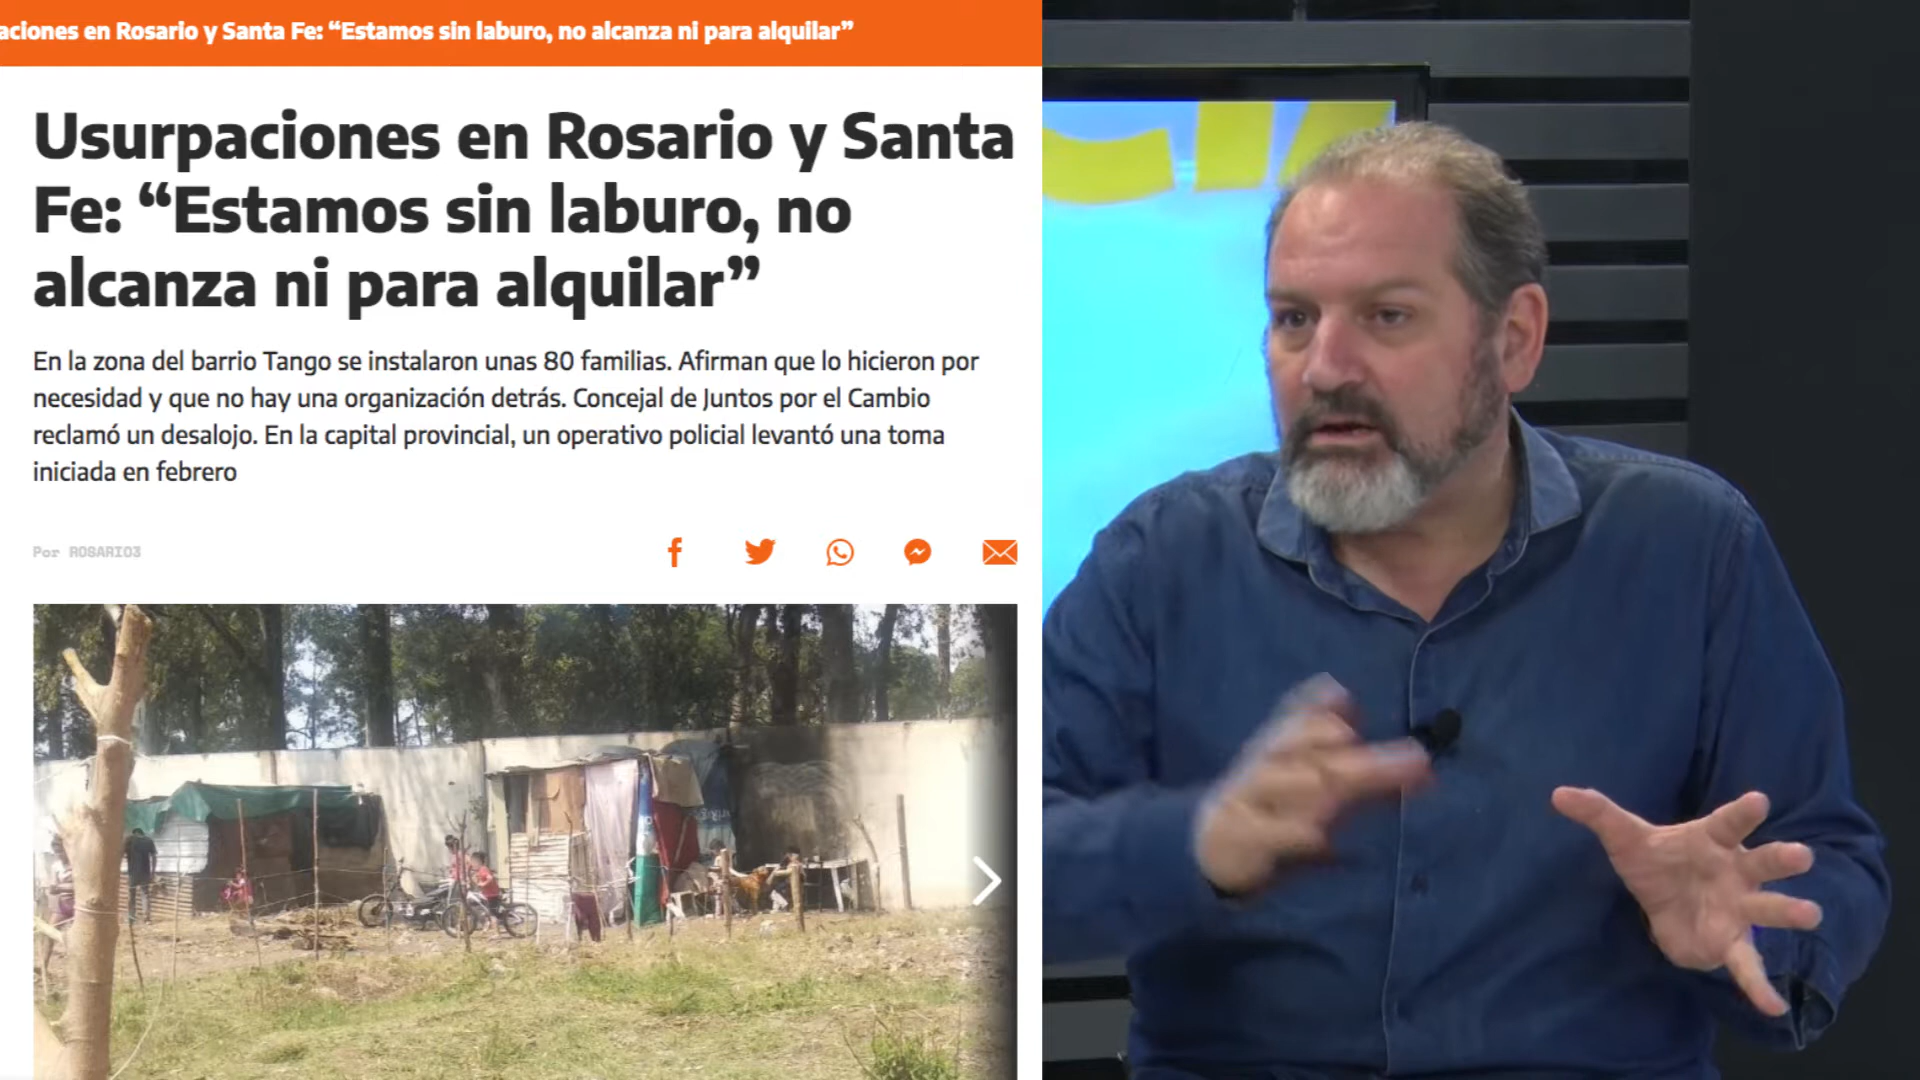 aciones en Rosario y Santa Fe: “Estamos sin laburo, no alcanza ni para alquilar”
Usurpaciones en Rosario y Santa
Fe: “Estamos sin laburo, no
alcanza ni para alquilar”
En la zona del barrio Tango se instalaron unas 80 familias. Afirman que lo hicieron por
necesidad y que no hay una organización detrás. Concejal de Juntos por el Cambio
reclamó un desalojo. En la capital provincial, un operativo policial levantó una toma
iniciada en febrero
Por ROSARIO3